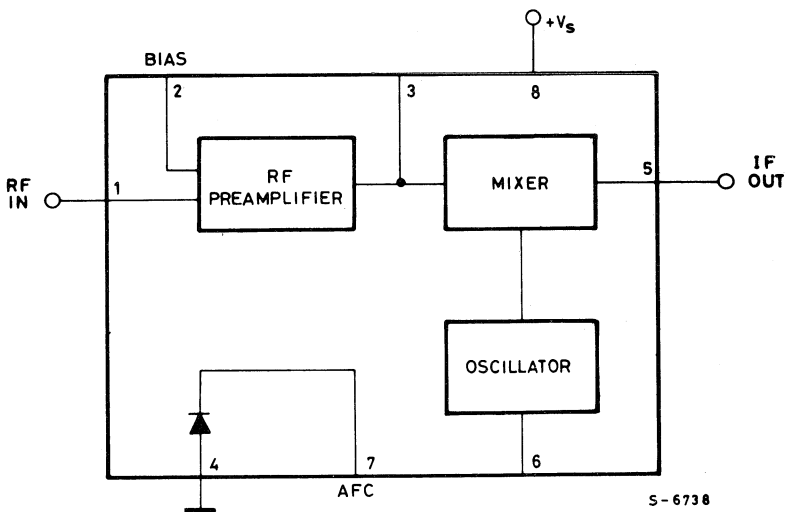 +Vs
BIAS
2
3
8
RF
IN
1
RF
PREAMPLIFIER
MIXER
5
IF
OUT
OSCILLATOR
4
7
6
AFC
S-6738